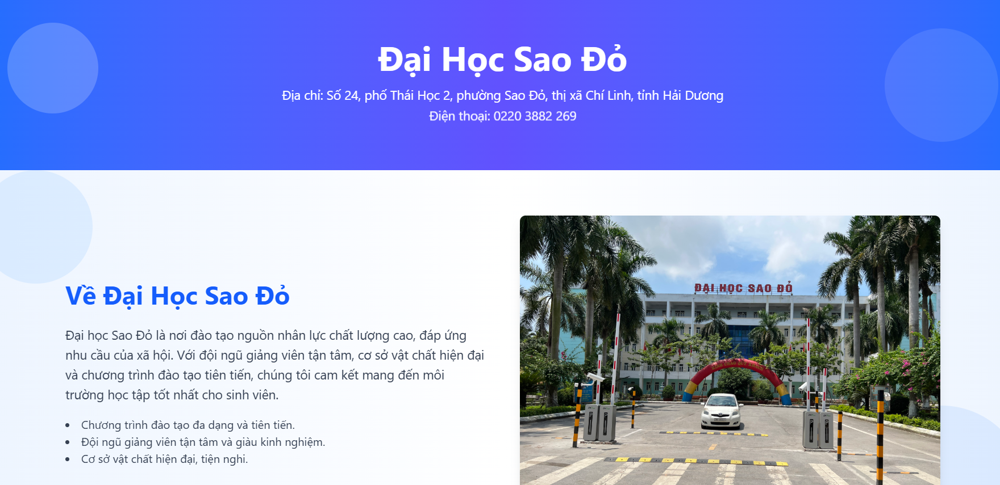 Đại Học Sao Đỏ
Địa chỉ: Số 24, phố Thái Học 2, phường Sao Đỏ, thị xã Chí Linh, tỉnh Hải Dương
Điện thoại: 0220 3882 269
Về Đại Học Sao Đỏ
Đại học Sao Đỏ là nơi đào tạo nguồn nhân lực chất lượng cao, đáp ứng
nhu cầu của xã hội. Với đội ngũ giảng viên tận tâm, cơ sở vật chất hiện đại
và chương trình đào tạo tiên tiến, chúng tôi cam kết mang đến môi
trường học tập tốt nhất cho sinh viên.
Chương trình đào tạo đa dạng và tiên tiến.
Đội ngũ giảng viên tận tâm và giàu kinh nghiệm.
Cơ sở vật chất hiện đại, tiện nghi.
ĐẠI HỌC SAO ĐỎ